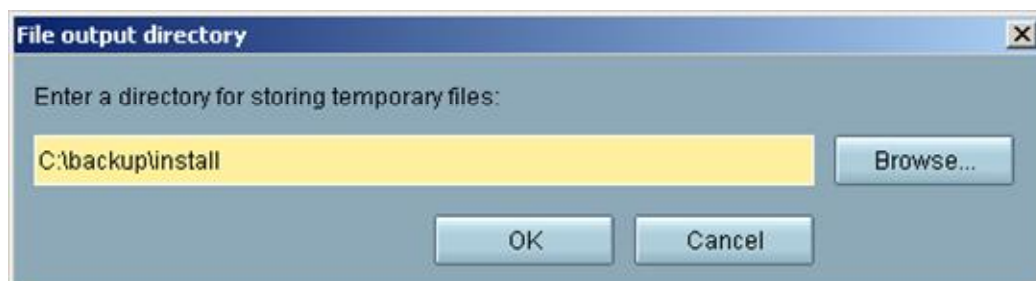 File output directory
Enter a directory for storing temporary files:
C:\backup\install
Browse...
OK
Cancel